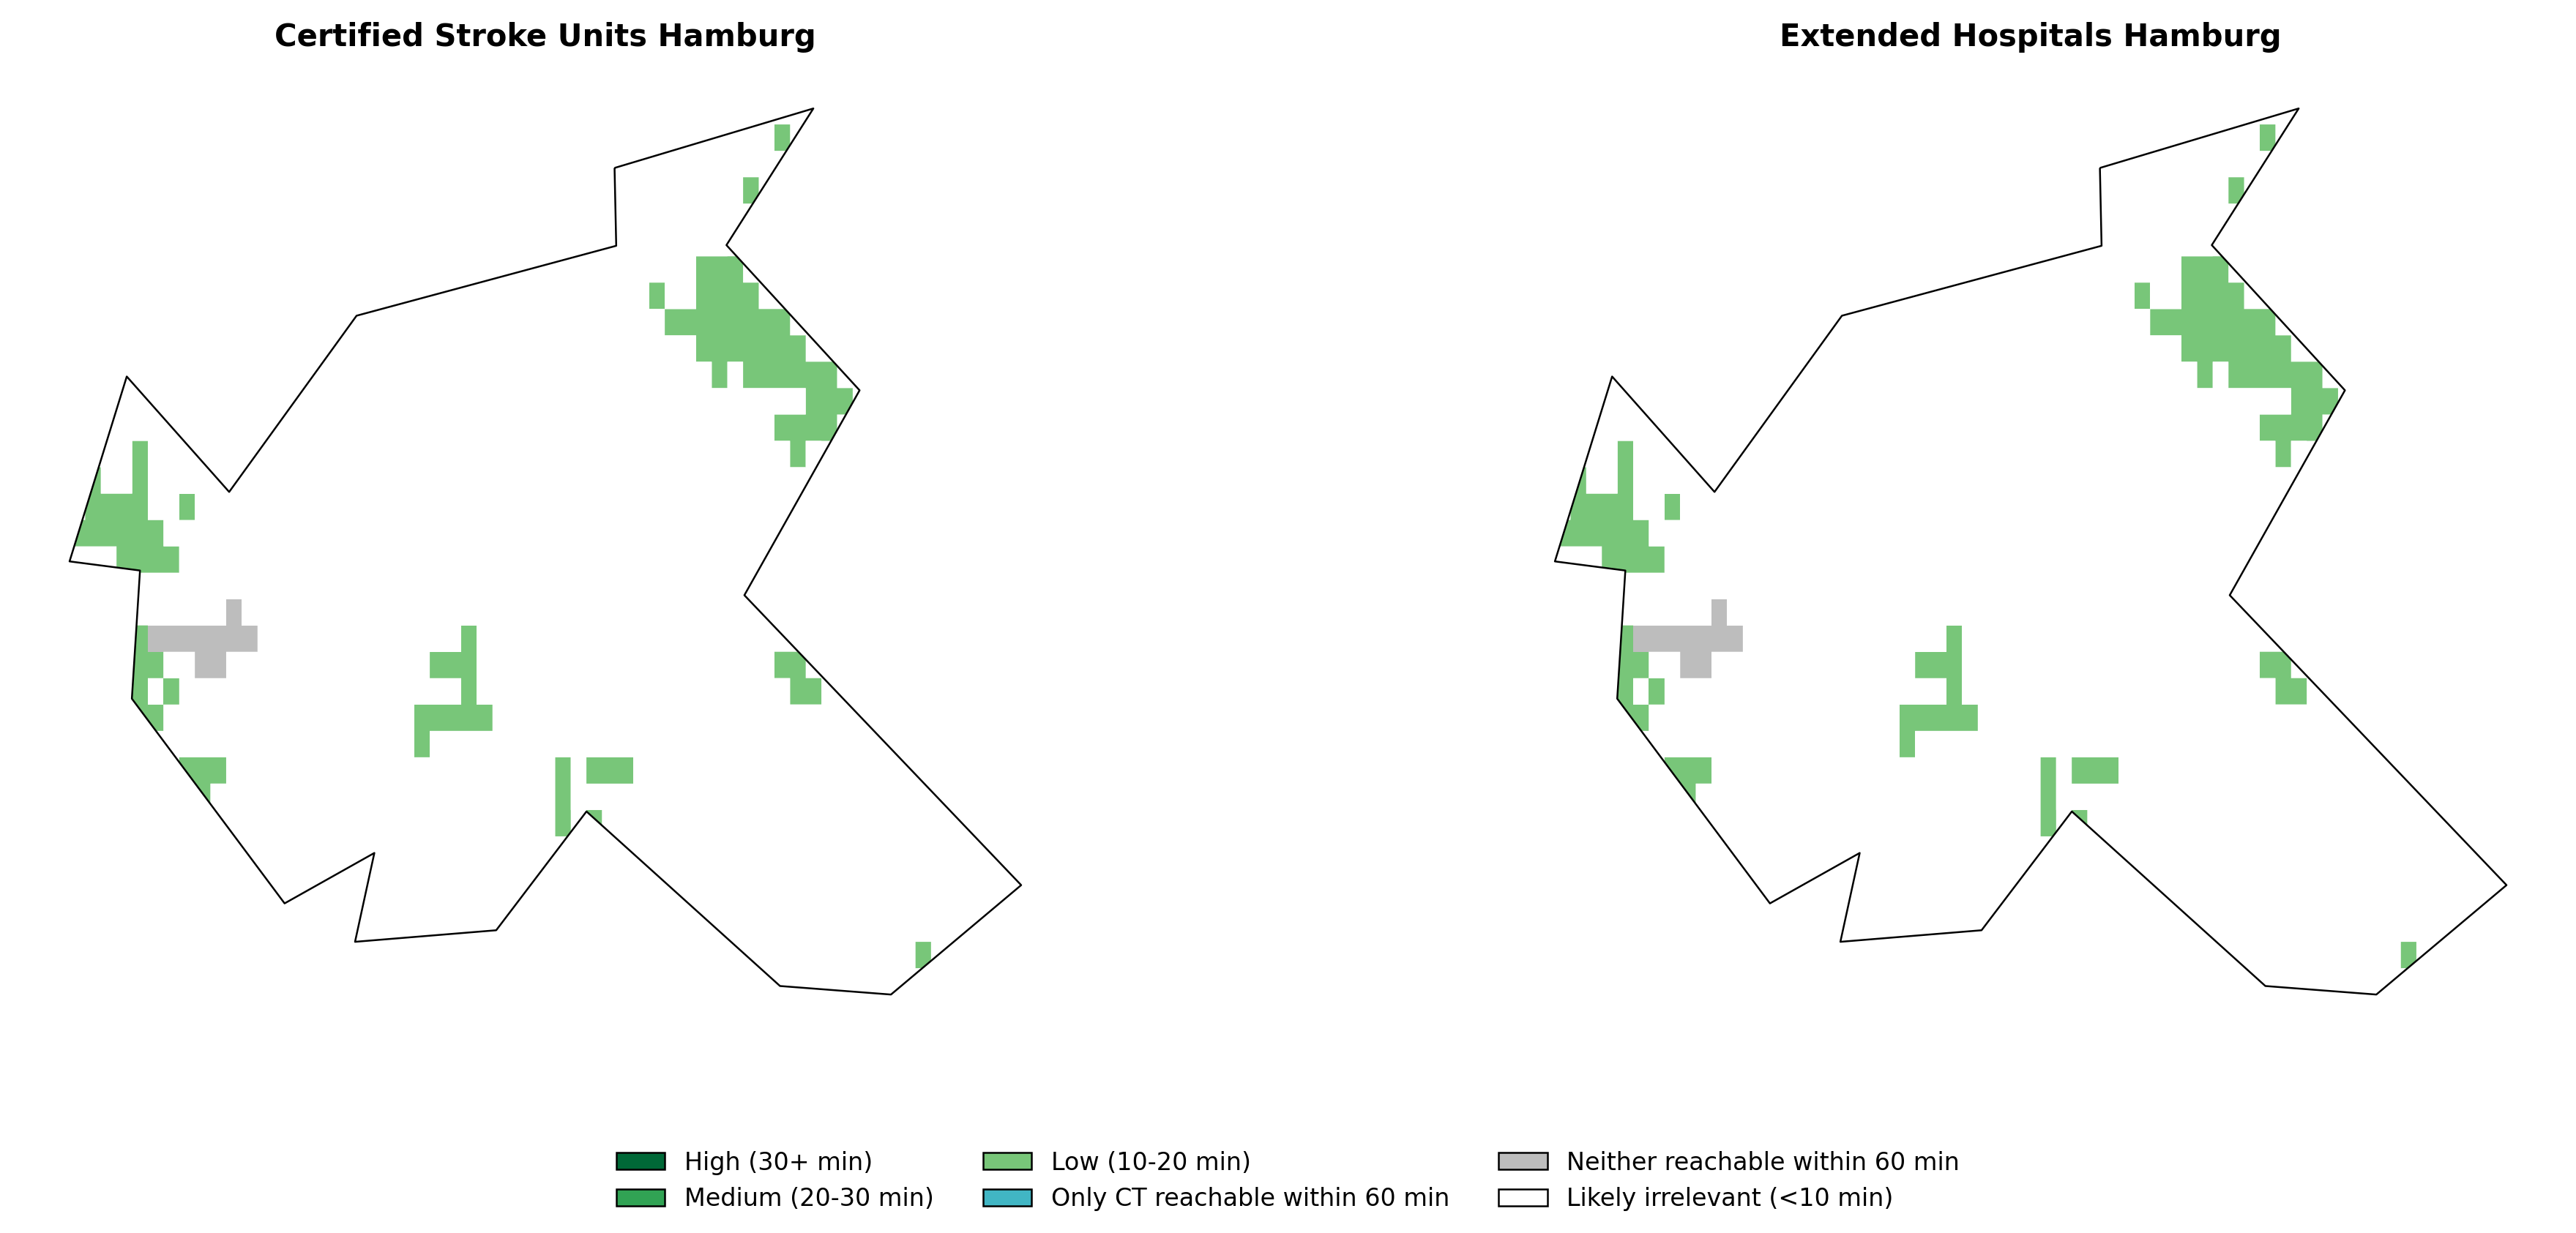 Certified Stroke Units Hamburg
Extended Hospitals Hamburg
High (30+ min)
Medium (20-30 min)
Low (10-20 min)
Only CT reachable within 60 min
Neither reachable within 60 min
Likely irrelevant (<10 min)